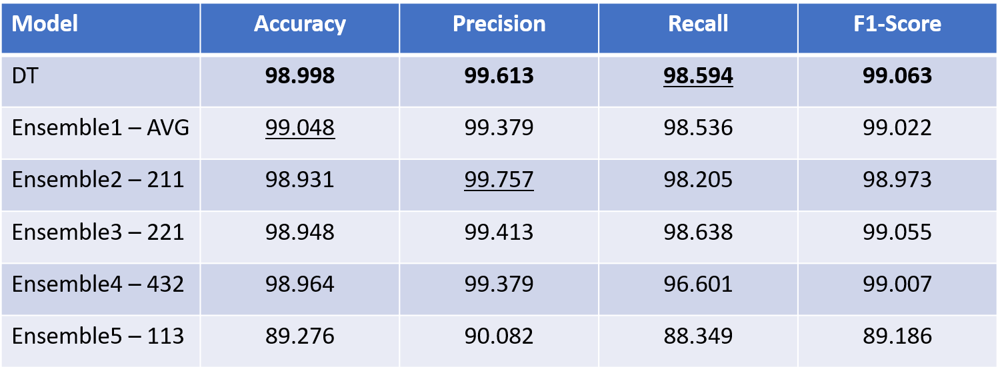 Model Accuracy Precision Recall F1-Score
DT 98.998 99.613 98.594 99.063
Ensemble1 – AVG 99.048 99.379 98.536 99.022
Ensemble2 – 211 98.931 99.757 98.205 98.973
Ensemble3 – 221 98.948 99.413 98.638 99.055
Ensemble4 – 432 98.964 99.379 96.601 99.007
Ensemble5 – 113 89.276 90.082 88.349 89.186